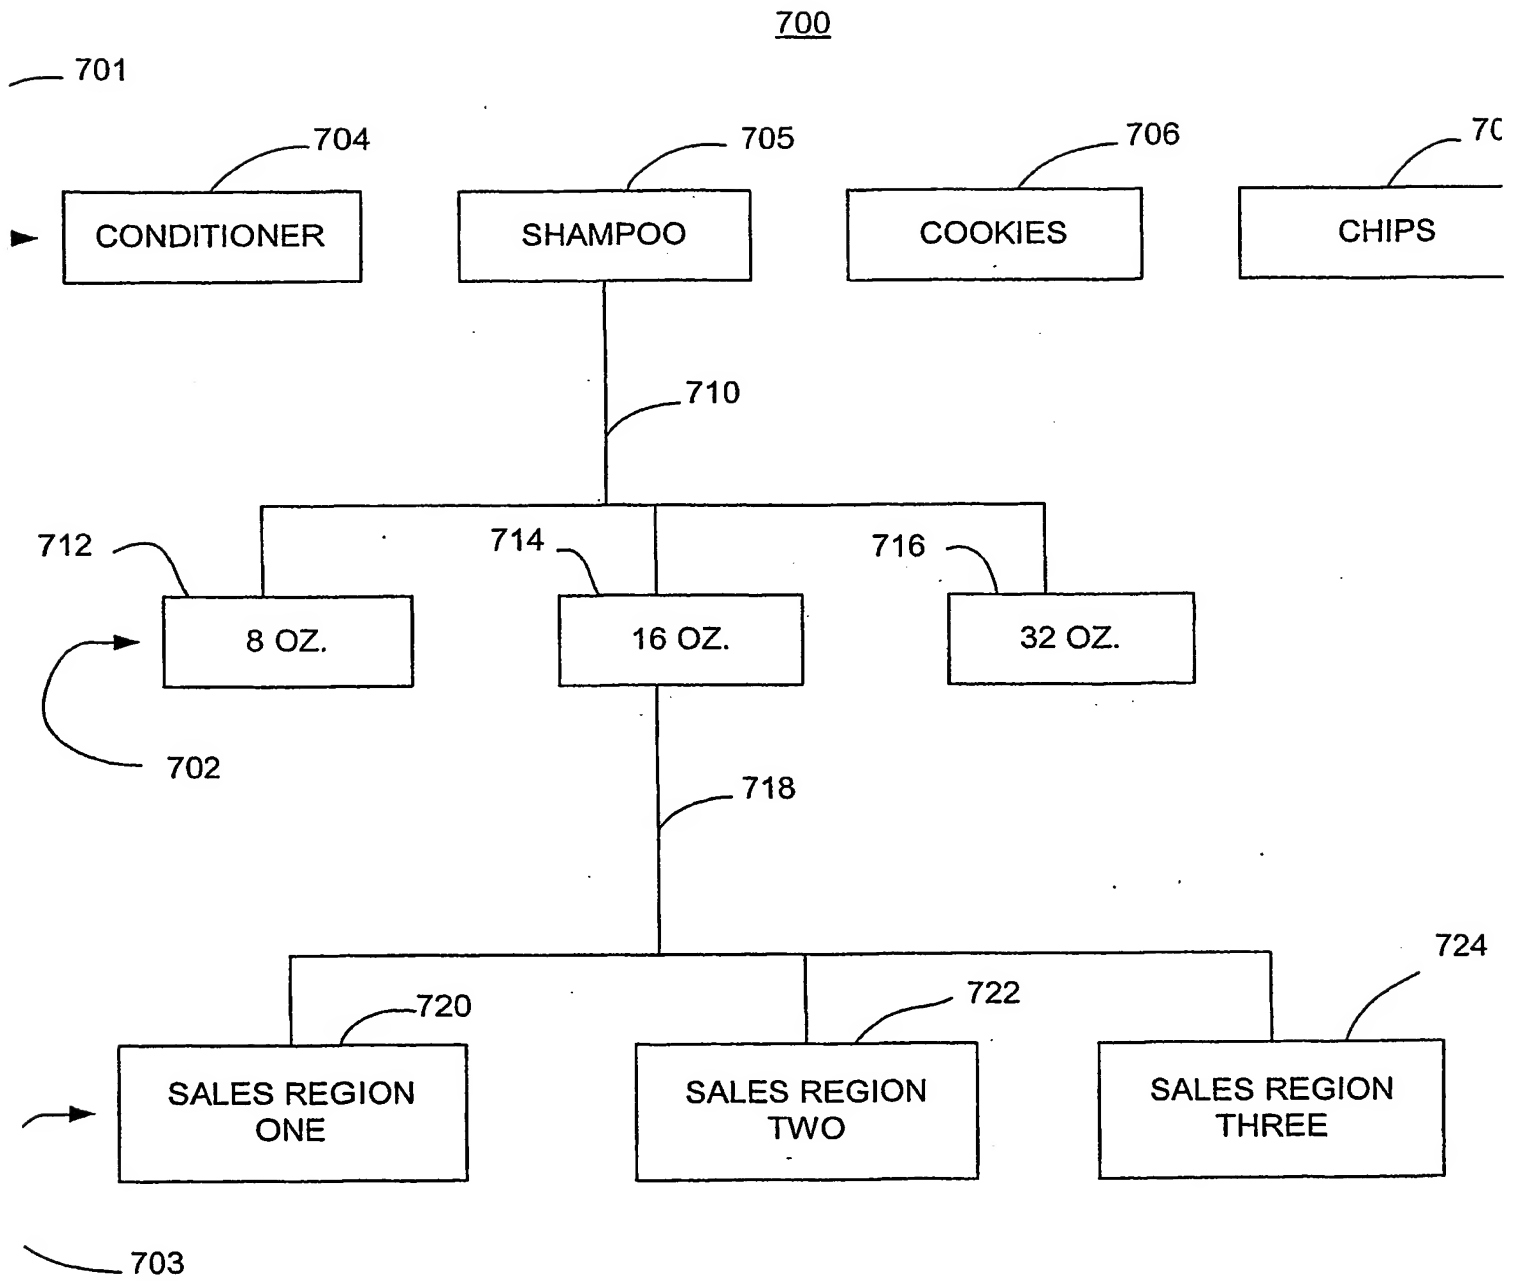 700
701
704
705
706
70
CONDITIONER
SHAMPOO
COOKIES
CHIPS
710
712
714
716
8 OZ.
16 OZ.
32 OZ.
702
718
724
720
722
SALES REGION
ONE
SALES REGION
TWO
SALES REGION
THREE
703